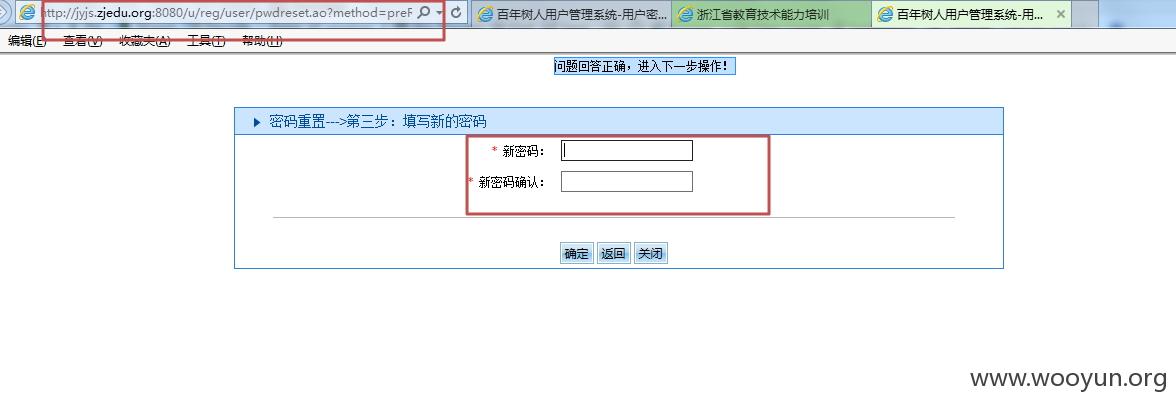 http://jyjs.zjedu.org:8080/u/reg/user/pwdreset.ao?method=preF
百年树人用户管理系统-用户密...
浙江省教育技术能力培训
百年树人用户管理系统-用... ×
编辑(E) 查看(V) 收藏夹(A) 工具(T) 帮助(H)
问题回答正确，进入下一步操作！
密码重置--->第三步：填写新的密码
* 新密码：
* 新密码确认：
确定 返回 关闭
www.wooyun.org